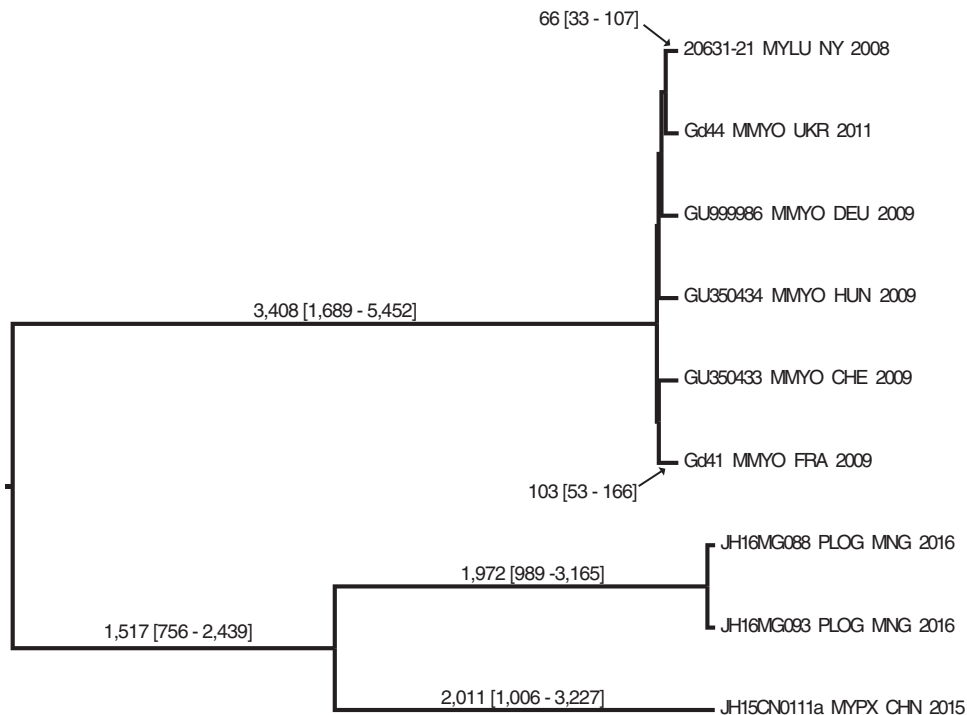 66 [33 - 107]
20631-21 MYLU NY 2008
Gd44 MMYO UKR 2011
GU999986 MMYO DEU 2009
GU350434 MMYO HUN 2009
3,408 [1,689 - 5,452]
GU350433 MMYO CHE 2009
Gd41 MMYO FRA 2009
103 [53 - 166]
JH16MG088 PLOG MNG 2016
1,972 [989 -3,165]
JH16MG093 PLOG MNG 2016
1,517 [756 - 2,439]
2,011 [1,006 - 3,227]
JH15CN0111a MYPX CHN 2015